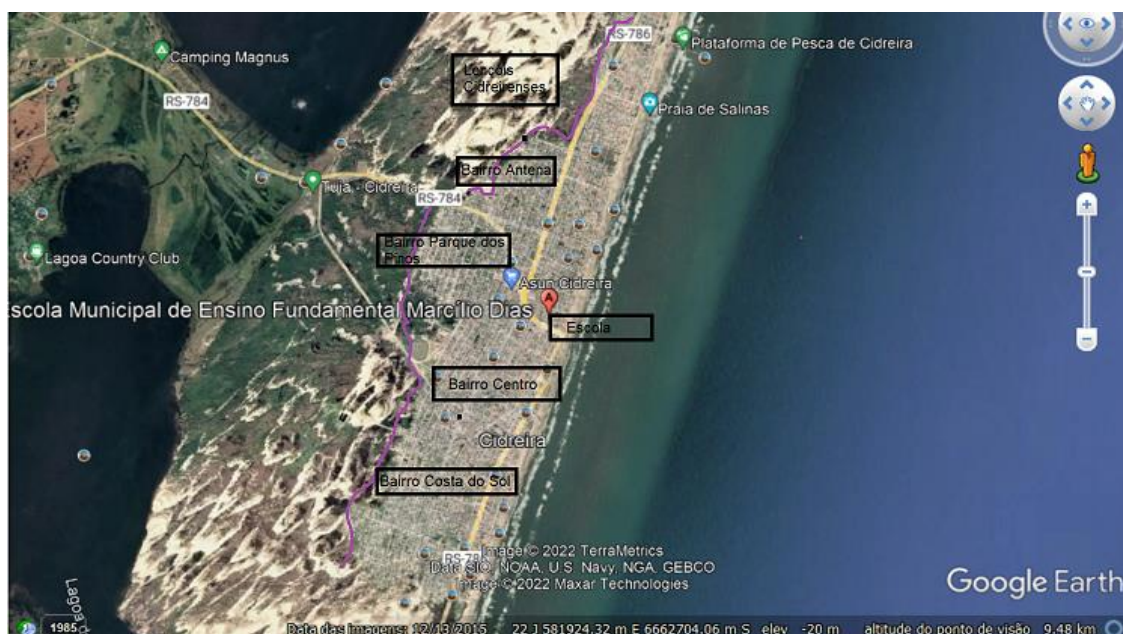 RS-786
Plataforma de Pesca de Cidreira
Camping Magnus
Lençóis
Cidreirenses
RS-784
Praia de Salinas
Bairro Antena
Tuja - Cidreira
RS-784
Bairro Parque dos
Pinos
Lagoa Country Club
Asun Cidreira
A
Escola Municipal de Ensino Fundamental Marcílio Dias
Escola
Bairro Centro
Cidreira
Bairro Costa do Sol
Image © 2022 TerraMetrics
Data SIO, NOAA, U.S. Navy, NGA, GEBCO
Image © 2022 Maxar Technologies
Google Earth
1985
Data das imagens: 12/13/2015 22 J 581924.32 m E 6662704.06 m S elev -20 m altitude do ponto de visão 9.48 km